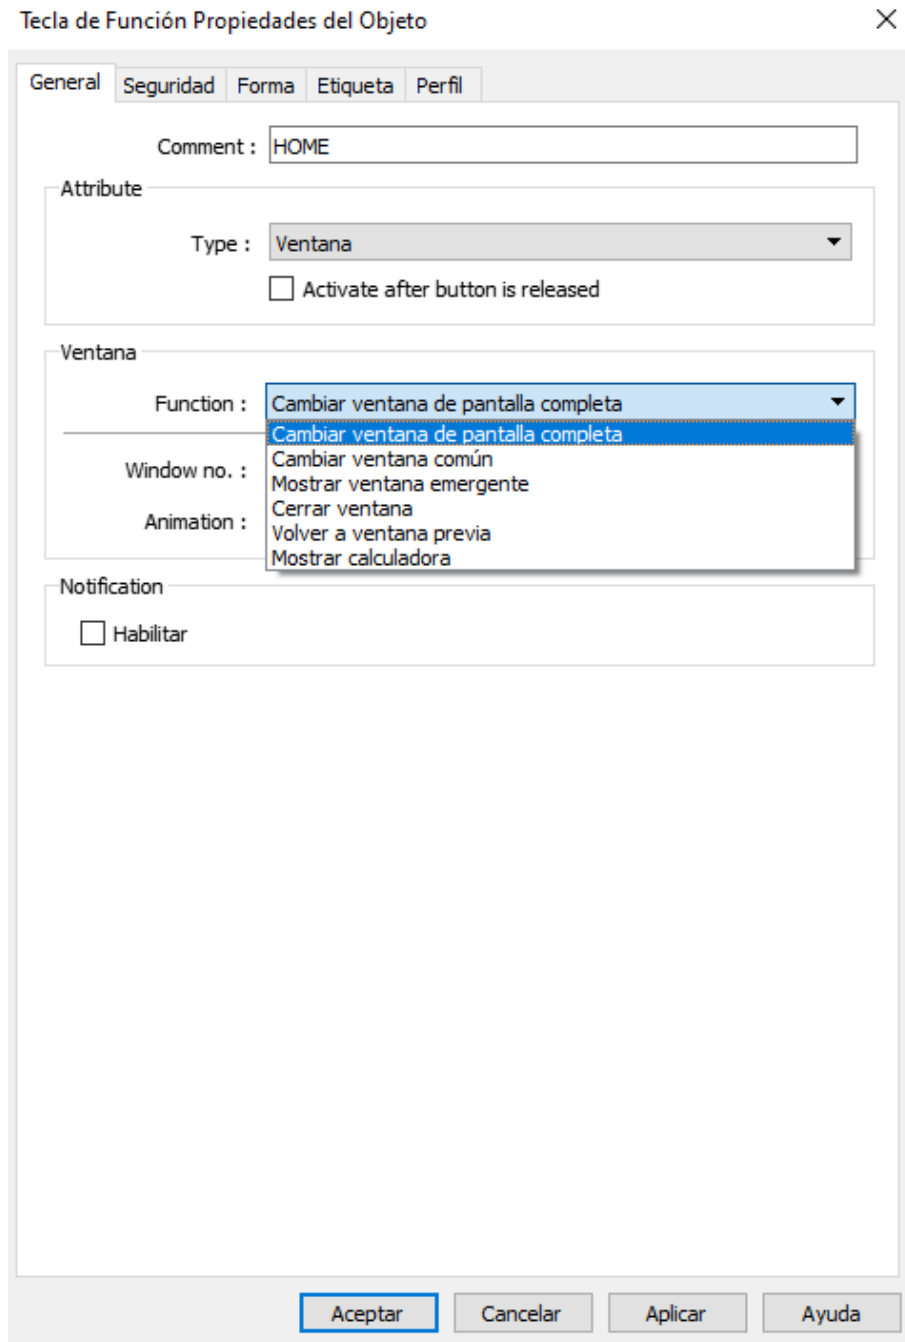 Tecla de Función Propiedades del Objeto
General Seguridad Forma Etiqueta Perfil
Comment : HOME
Attribute
Type : Ventana
Activate after button is released
Ventana
Function : Cambiar ventana de pantalla completa
Cambiar ventana de pantalla completa
Cambiar ventana común
Window no. :
Mostrar ventana emergente
Cerrar ventana
Animation :
Volver a ventana previa
Mostrar calculadora
Notification
Habilitar
Aceptar Cancelar Aplicar Ayuda